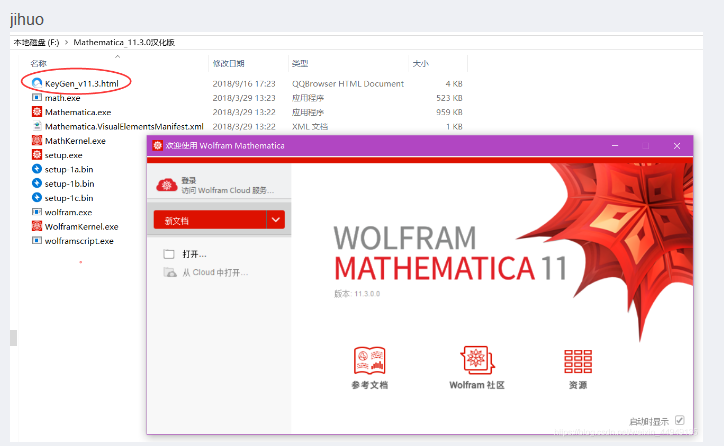 jihuo
本地磁盘 (F:) > Mathematica_11.3.0汉化版
名称 修改日期 类型 大小
KeyGen_v11.3.html 2018/9/16 17:23 QQBrowser HTML Document 4 KB
math.exe 2018/3/29 13:23 应用程序 523 KB
Mathematica.exe 2018/3/29 13:22 应用程序 959 KB
Mathematica.VisualElementsManifest.xml 2018/3/29 13:22 XML 文档 1 KB
MathKernel.exe
setup.exe
setup-1a.bin
setup-1b.bin
setup-1c.bin
wolfram.exe
WolframKernel.exe
wolframscript.exe
欢迎使用 Wolfram Mathematica
登录
访问 Wolfram Cloud 服务...
新文档
打开...
从 Cloud 中打开...
WOLFRAM
MATHEMATICA 11
版本: 11.3.0.0
参考文档
Wolfram 社区
资源
启动时显示